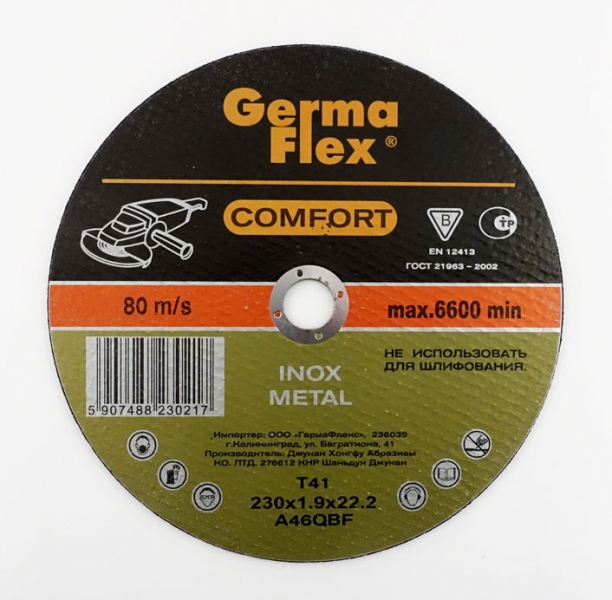 Germa
Flex ®
COMFORT
B
СТР
EN 12413
ГОСТ 21963 - 2002
80 m/s
max.6600 min
INOX
METAL
НЕ ИСПОЛЬЗОВАТЬ
ДЛЯ ШЛИФОВАНИЯ.
5 907488 230217
Импортер: ООО «ГермаФлекс», 236039
г.Калининград, ул. Багратиона, 41
Производитель: Джунан Хонгфу Абразивм
КО. ЛТД. 276612 КНР Шаньдун Джунан
T41
230x1.9x22.2
A46QBF